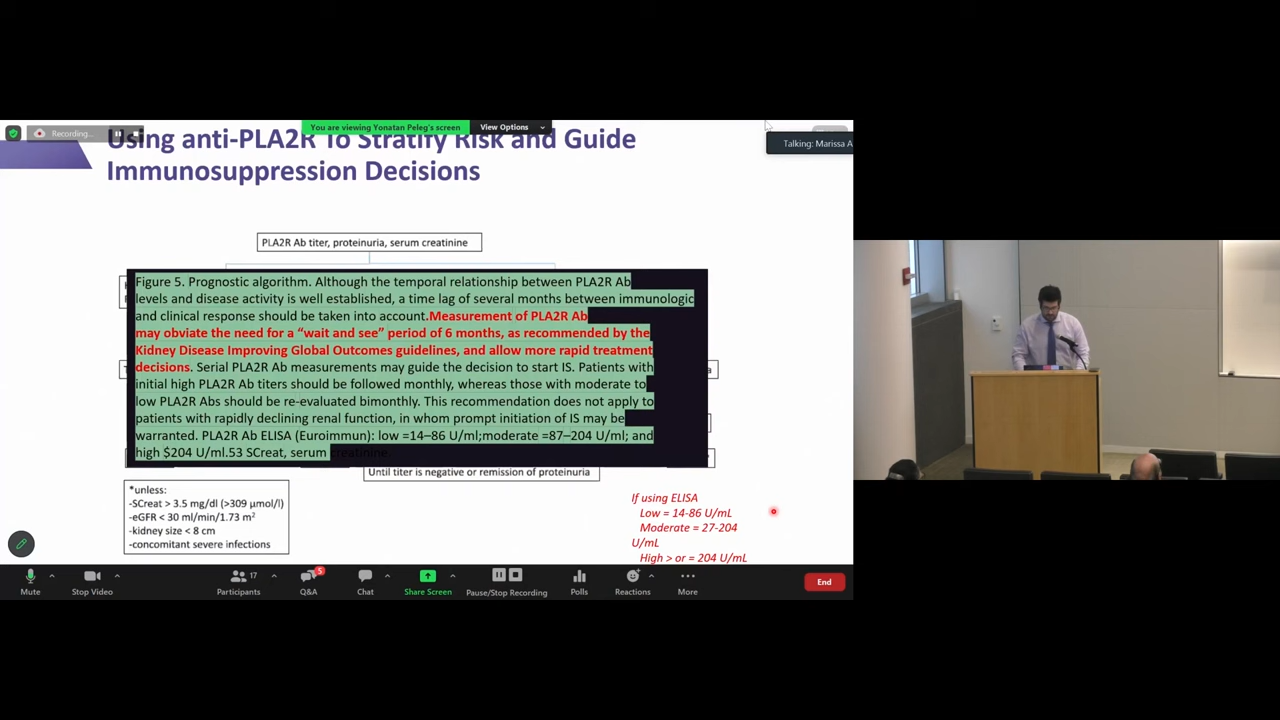 Recording...
You are viewing Yonatan Peleg's screen
View Options
Talking: Marissa A
Using anti-PLA2R To Stratify Risk and Guide
Immunosuppression Decisions
PLA2R Ab titer, proteinuria, serum creatinine
Figure 5. Prognostic algorithm. Although the temporal relationship between PLA2R Ab
levels and disease activity is well established, a time lag of several months between immunologic
and clinical response should be taken into account.Measurement of PLA2R Ab
may obviate the need for a “wait and see” period of 6 months, as recommended by the
Kidney Disease Improving Global Outcomes guidelines, and allow more rapid treatment
decisions. Serial PLA2R Ab measurements may guide the decision to start IS. Patients with
initial high PLA2R Ab titers should be followed monthly, whereas those with moderate to
low PLA2R Abs should be re-evaluated bimonthly. This recommendation does not apply to
patients with rapidly declining renal function, in whom prompt initiation of IS may be
warranted. PLA2R Ab ELISA (Euroimmun): low =14–86 U/ml;moderate =87–204 U/ml; and
high $204 U/ml.53 SCreat, serum creatinine.
Until titer is negative or remission of proteinuria
*unless:
-SCreat > 3.5 mg/dl (>309 µmol/l)
-eGFR < 30 ml/min/1.73 m²
-kidney size < 8 cm
-concomitant severe infections
If using ELISA
Low = 14-86 U/mL
Moderate = 27-204
U/mL
High > or = 204 U/mL
Mute
Stop Video
Participants
17
Q&A
5
Chat
Share Screen
Pause/Stop Recording
Polls
Reactions
More
End